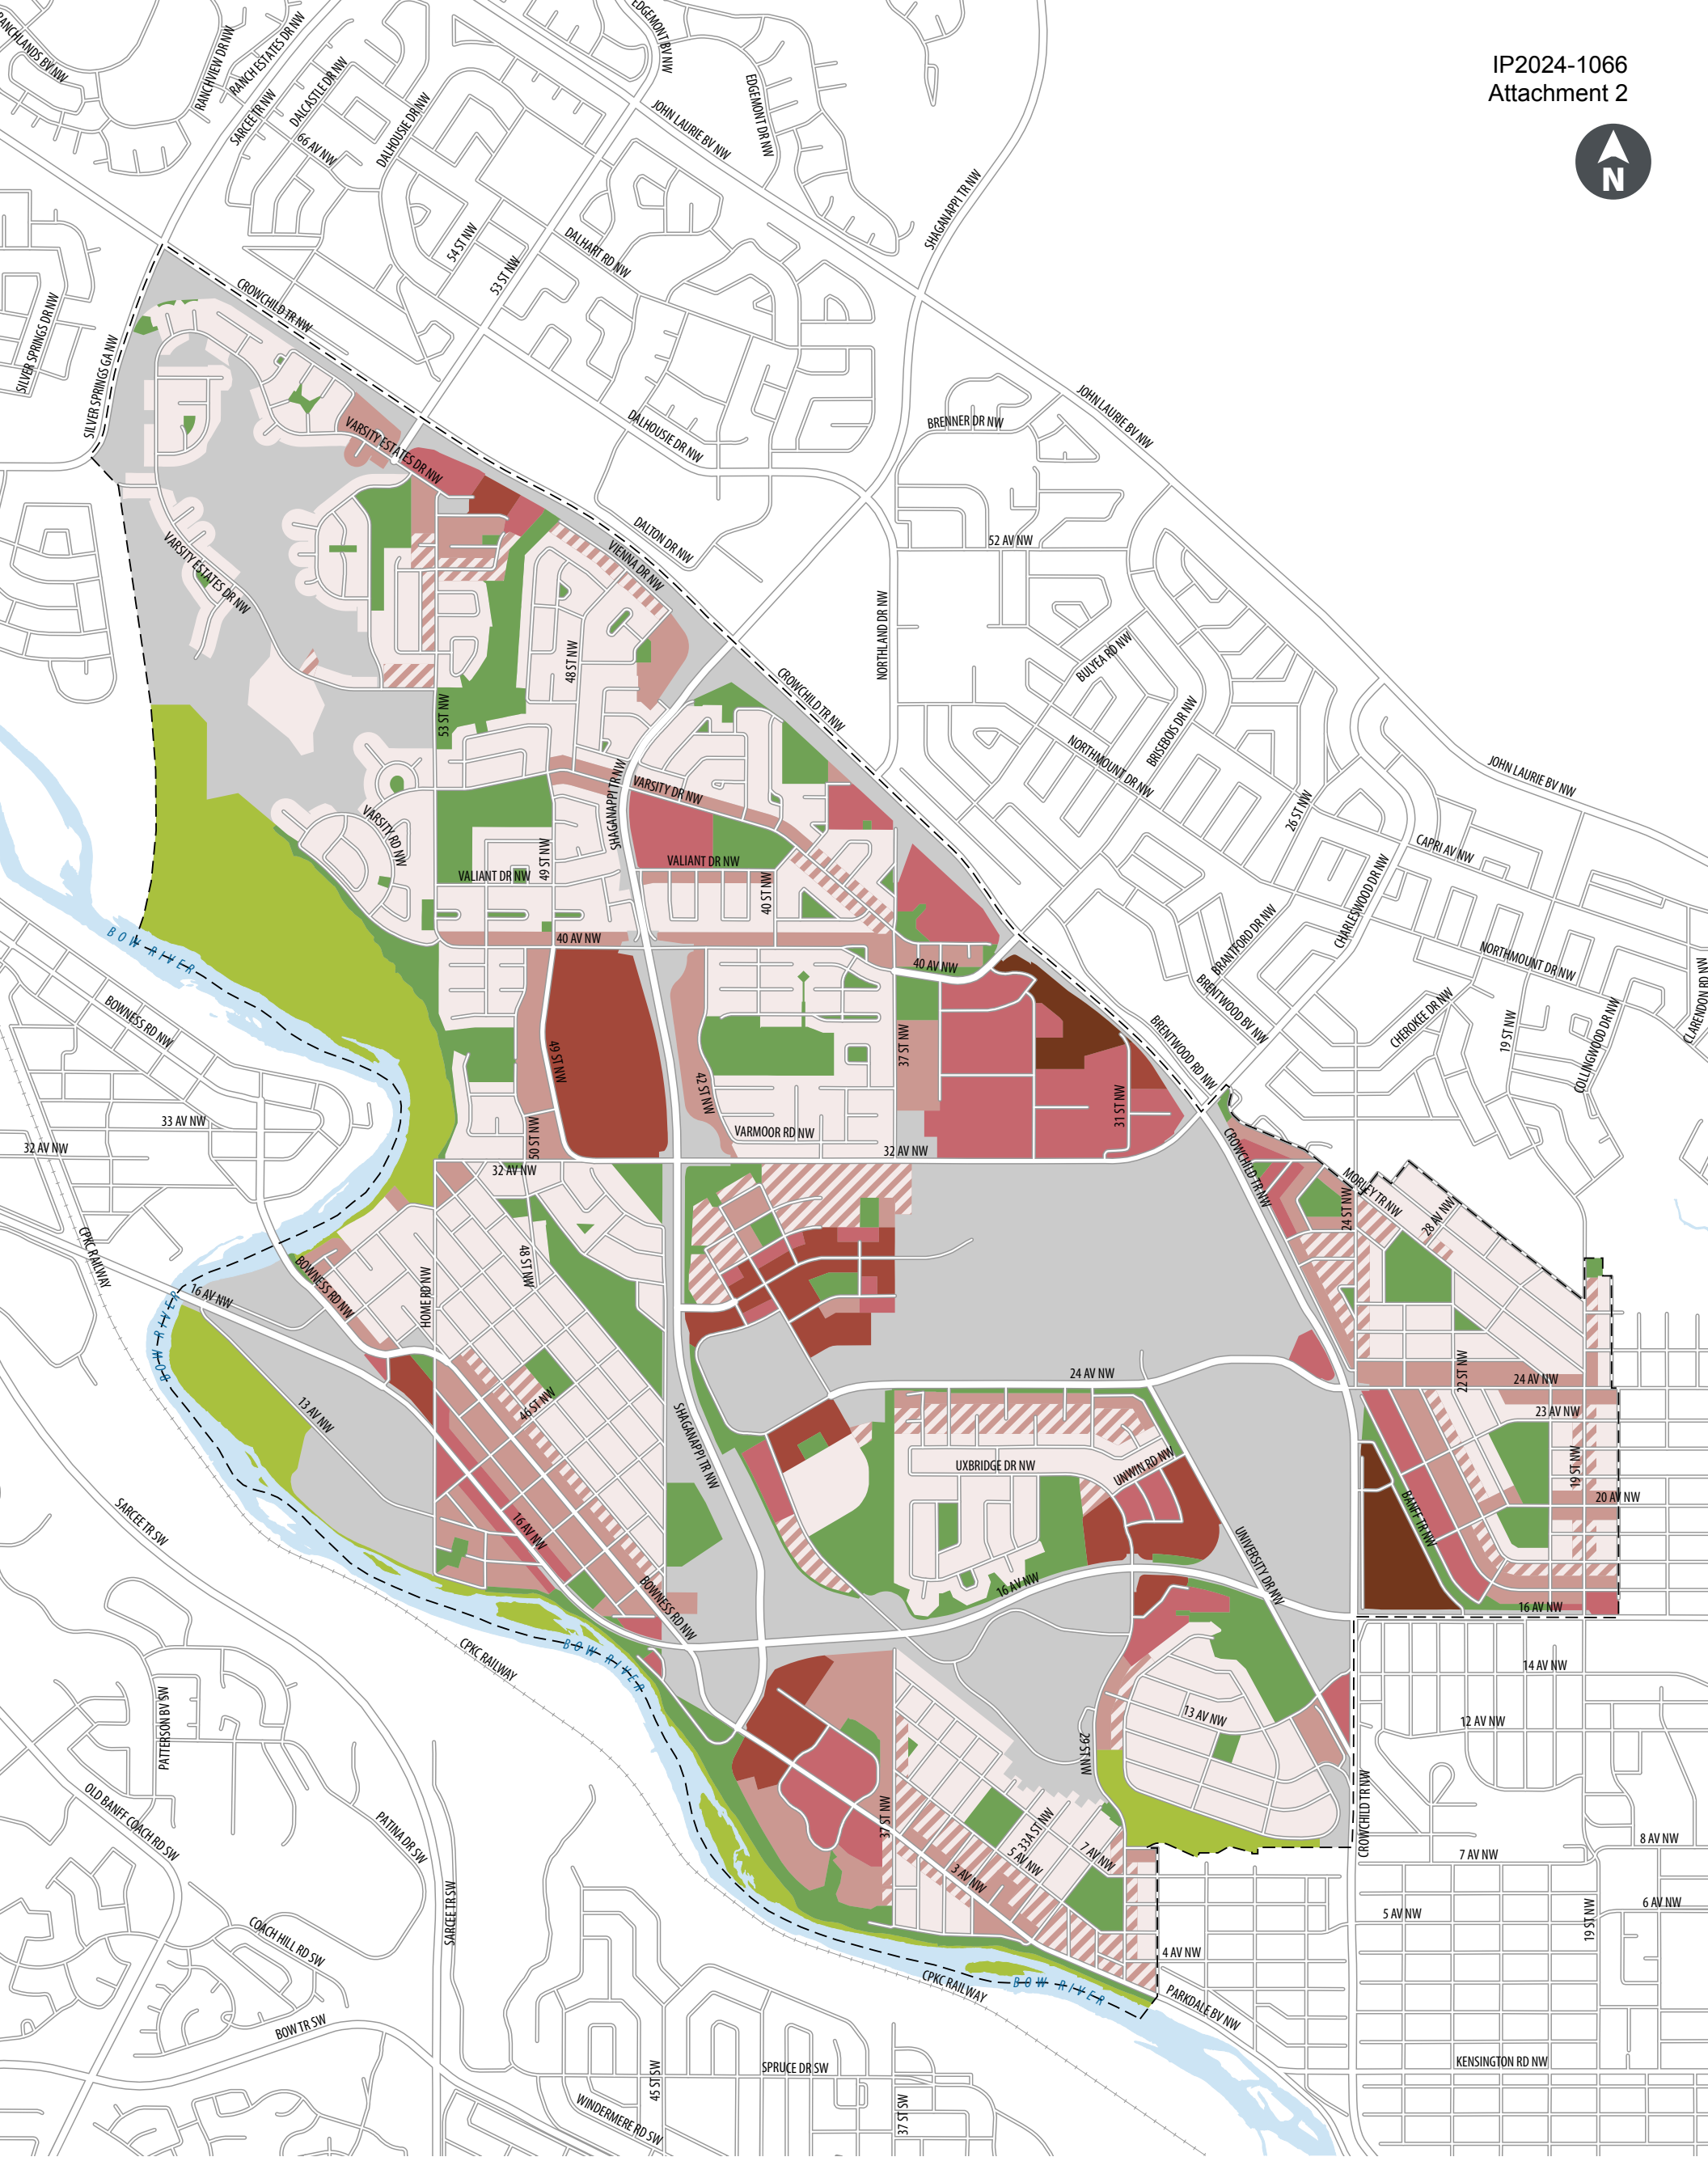 IP2024-1066
Attachment 2
N
RANCHLANDS BV NW
RANCHVIEW DR NW
RANCH ESTATES DR NW
SARCEE TR NW
DALCASTLE DR NW
66 AV NW
DALHOUSIE DR NW
EDGEMONT BV NW
EDGEMONT DR NW
JOHN LAURIE BV NW
SHAGANAPPI TR NW
54 ST NW
53 ST NW
DALHART RD NW
CROWCHILD TR NW
SILVER SPRINGS DR NW
SILVER SPRINGS GA NW
DALHOUSIE DR NW
BRENNER DR NW
JOHN LAURIE BV NW
VARSITY ESTATES DR NW
DALTON DR NW
52 AV NW
VIENNA DR NW
VARSITY ESTATES DR NW
NORTHLAND DR NW
48 ST NW
BULYEA RD NW
CROWCHILD TR NW
53 ST NW
BRISEBOIS DR NW
NORTHMOUNT DR NW
JOHN LAURIE BV NW
SHAGANAPPI TR NW
VARSITY DR NW
26 ST NW
VARSITY RD NW
CAPRI AV NW
VALIANT DR NW
49 ST NW
VALIANT DR NW
40 ST NW
CHARLESWOOD DR NW
BRANTFORD DR NW
BOW RIVER
40 AV NW
40 AV NW
NORTHMOUNT DR NW
BRENTWOOD BV NW
CLARENDON RD NW
BOWNESS RD NW
CHEROKEE DR NW
19 ST NW
COLLINGWOOD DR NW
BRENTWOOD RD NW
37 ST NW
49 ST NW
42 ST NW
31 ST NW
33 AV NW
32 AV NW
50 ST NW
VARMOOR RD NW
32 AV NW
32 AV NW
CROWCHILD TR NW
MORLEY TR NW
24 ST NW
28 AV NW
CPKC RAILWAY
48 ST NW
BOWNESS RD NW
HOME RD NW
16 AV NW
BOW RIVER
24 AV NW
22 ST NW
24 AV NW
23 AV NW
13 AV NW
46 ST NW
SHAGANAPPI TR NW
UXBRIDGE DR NW
UNWIN RD NW
19 ST NW
20 AV NW
BANFF TR NW
SARCEE TR SW
16 AV NW
UNIVERSITY DR NW
BOWNESS RD NW
16 AV NW
16 AV NW
CPKC RAILWAY
BOW RIVER
14 AV NW
PATTERSON BV SW
13 AV NW
12 AV NW
29 ST NW
CROWCHILD TR NW
OLD BANFF COACH RD SW
PATINA DR SW
37 ST NW
33A ST NW
5 AV NW
7 AV NW
3 AV NW
8 AV NW
7 AV NW
6 AV NW
5 AV NW
19 ST NW
SARCEE TR SW
COACH HILL RD SW
4 AV NW
CPKC RAILWAY
BOW RIVER
PARKDALE BV NW
BOW TR SW
KENSINGTON RD NW
45 ST SW
SPRUCE DR SW
WINDERMERE RD SW
37 ST SW